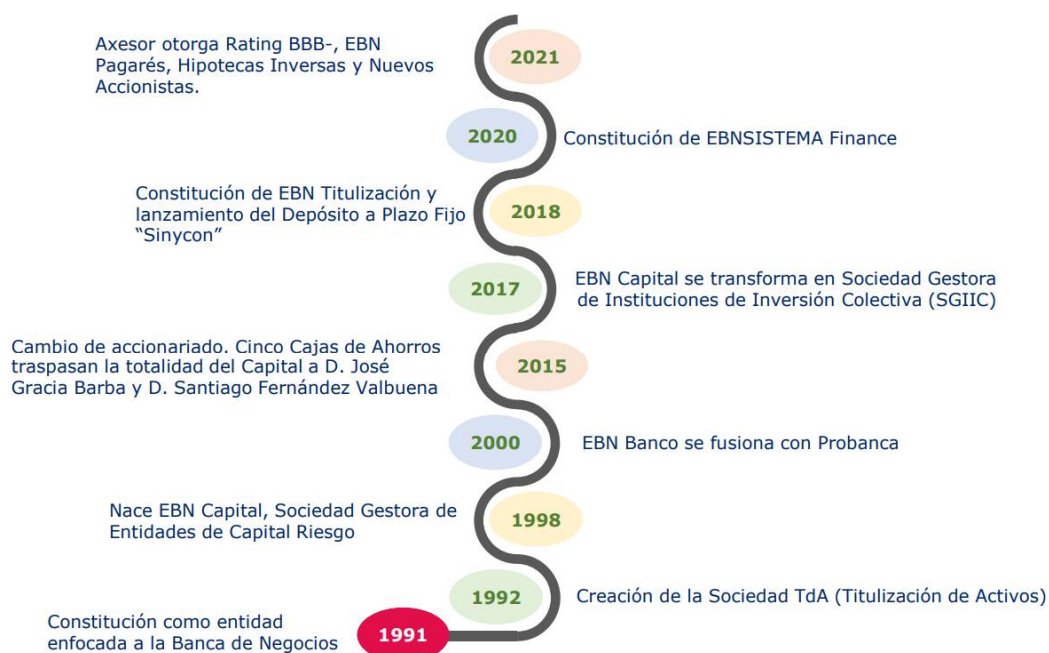 Axesor otorga Rating BBB-, EBN
Pagarés, Hipotecas Inversas y Nuevos
Accionistas.
2021
2020
Constitución de EBNSISTEMA Finance
Constitución de EBN Titulización y
lanzamiento del Depósito a Plazo Fijo
“Sinycon”
2018
2017
EBN Capital se transforma en Sociedad Gestora
de Instituciones de Inversión Colectiva (SGIIC)
Cambio de accionariado. Cinco Cajas de Ahorros
traspasan la totalidad del Capital a D. José
Gracia Barba y D. Santiago Fernández Valbuena
2015
2000
EBN Banco se fusiona con Probanca
Nace EBN Capital, Sociedad Gestora de
Entidades de Capital Riesgo
1998
1992
Creación de la Sociedad TdA (Titulización de Activos)
Constitución como entidad
enfocada a la Banca de Negocios
1991